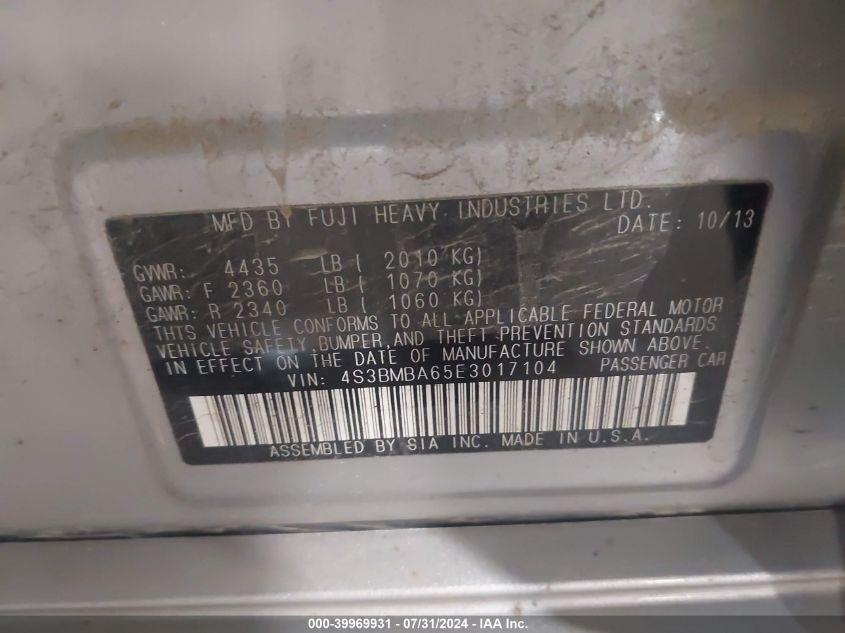 MFD BY FUJI HEAVY INDUSTRIES LTD.
DATE: 10/13
GVWR: 4435 LB ( 2010 KG)
GAWR: F 2360 LB ( 1070 KG)
GAWR: R 2340 LB ( 1060 KG)
THIS VEHICLE CONFORMS TO ALL APPLICABLE FEDERAL MOTOR
VEHICLE SAFETY, BUMPER, AND THEFT PREVENTION STANDARDS
IN EFFECT ON THE DATE OF MANUFACTURE SHOWN ABOVE.
VIN: 4S3BMBA65E3017104 PASSENGER CAR
ASSEMBLED BY SIA INC. MADE IN U.S.A.
000-39969931 - 07/31/2024 - IAA Inc.